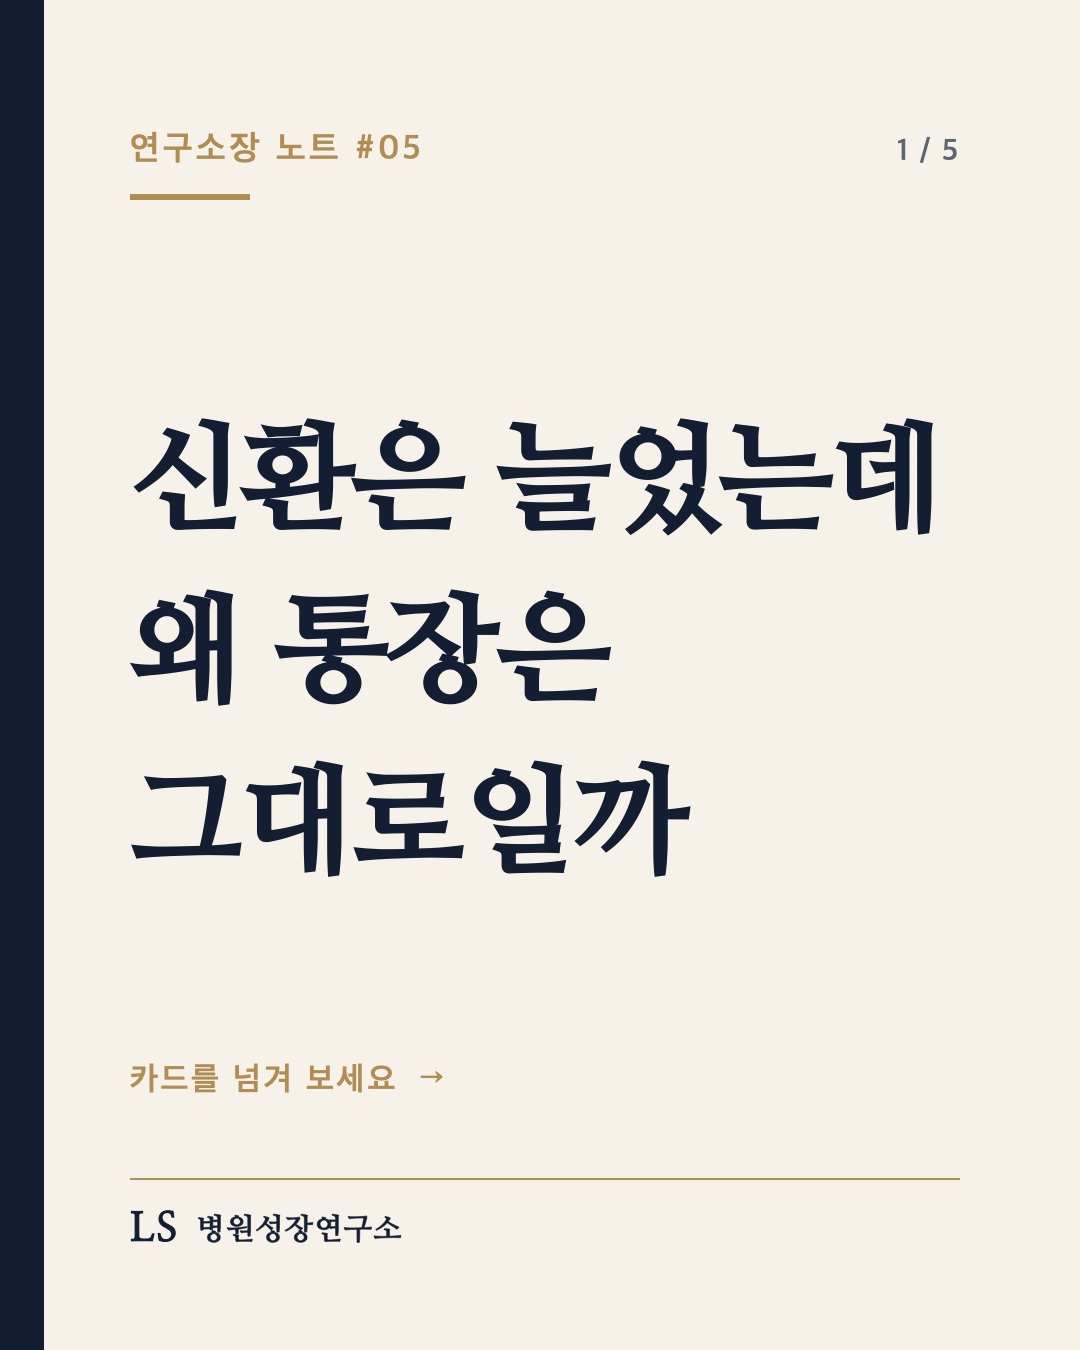 연구소장 노트 #05
1 / 5
신환은 늘었는데
왜 통장은
그대로일까
카드를 넘겨 보세요 →
LS 병원성장연구소